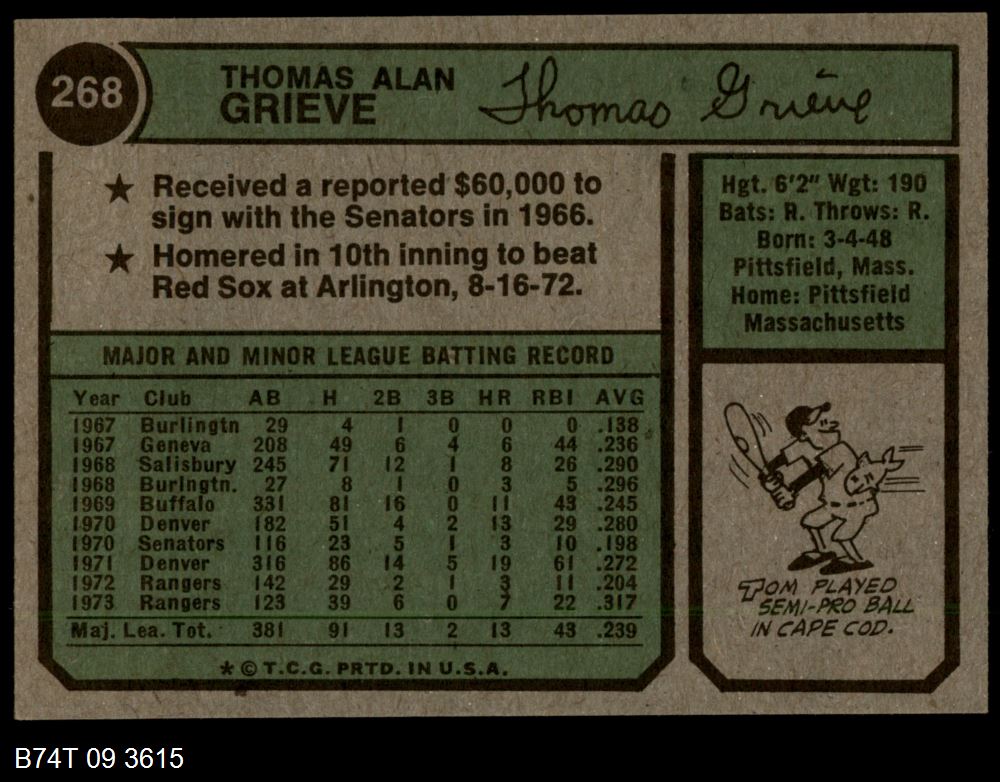 268
THOMAS ALAN
GRIEVE
Thomas Grieve
★ Received a reported $60,000 to
sign with the Senators in 1966.
★ Homered in 10th inning to beat
Red Sox at Arlington, 8-16-72.
Hgt. 6'2" Wgt: 190
Bats: R. Throws: R.
Born: 3-4-48
Pittsfield, Mass.
Home: Pittsfield
Massachusetts
MAJOR AND MINOR LEAGUE BATTING RECORD
Year Club AB H 2B 3B HR RBI AVG
1967 Burlingtn 29 4 1 0 0 0 .138
1967 Geneva 208 49 6 4 6 44 .236
1968 Salisbury 245 71 12 1 8 26 .290
1968 Burlngtn. 27 8 1 0 3 5 .296
1969 Buffalo 331 81 16 0 11 43 .245
1970 Denver 182 51 4 2 13 29 .280
1970 Senators 116 23 5 1 3 10 .198
1971 Denver 316 86 14 5 19 61 .272
1972 Rangers 142 29 2 1 3 11 .204
1973 Rangers 123 39 6 0 7 22 .317
Maj. Lea. Tot. 381 91 13 2 13 43 .239
* © T.C.G. PRTD. IN U.S.A.
TOM PLAYED
SEMI-PRO BALL
IN CAPE COD.
B74T 09 3615